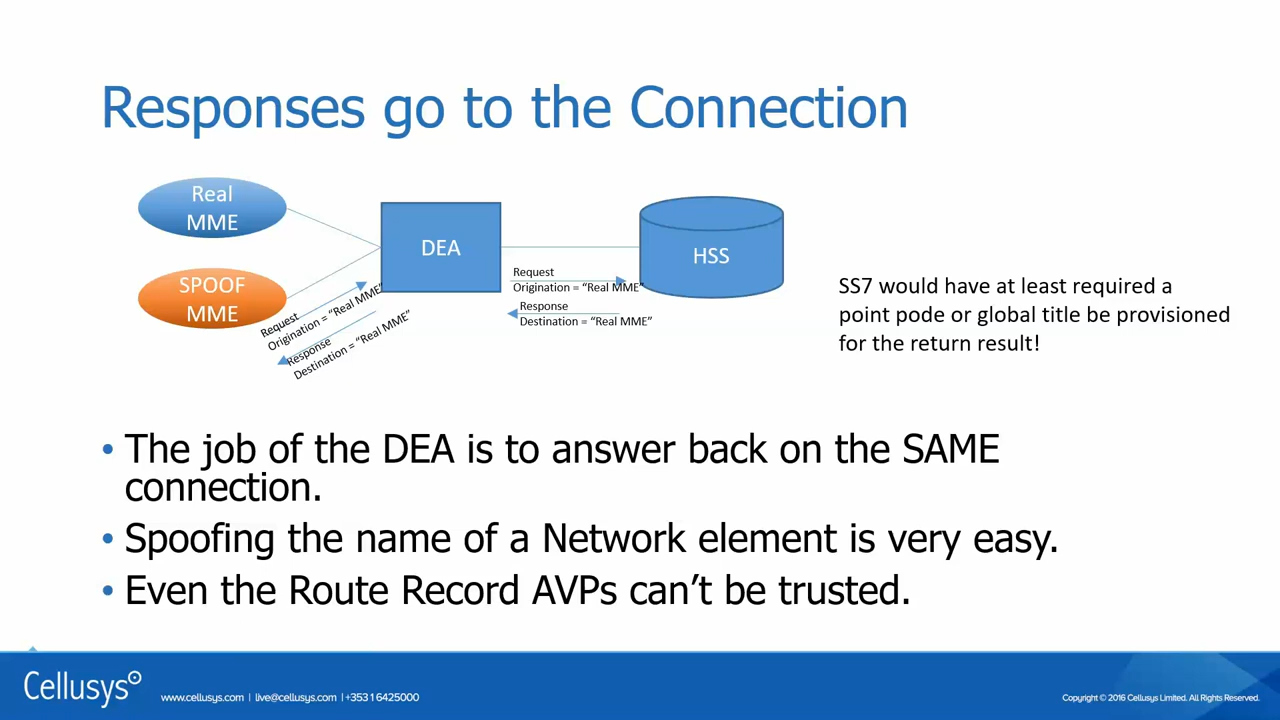 Responses go to the Connection
Real
MME
SPOOF
MME
DEA
HSS
Request
Origination = “Real MME”
Response
Destination = “Real MME”
Request
Origination = “Real MME”
Response
Destination = “Real MME”
SS7 would have at least required a
point pode or global title be provisioned
for the return result!
• The job of the DEA is to answer back on the SAME
connection.
• Spoofing the name of a Network element is very easy.
• Even the Route Record AVPs can’t be trusted.
Cellusys
www.cellusys.com | live@cellusys.com | +353 1 6425000
Copyright © 2016 Cellusys Limited. All Rights Reserved.